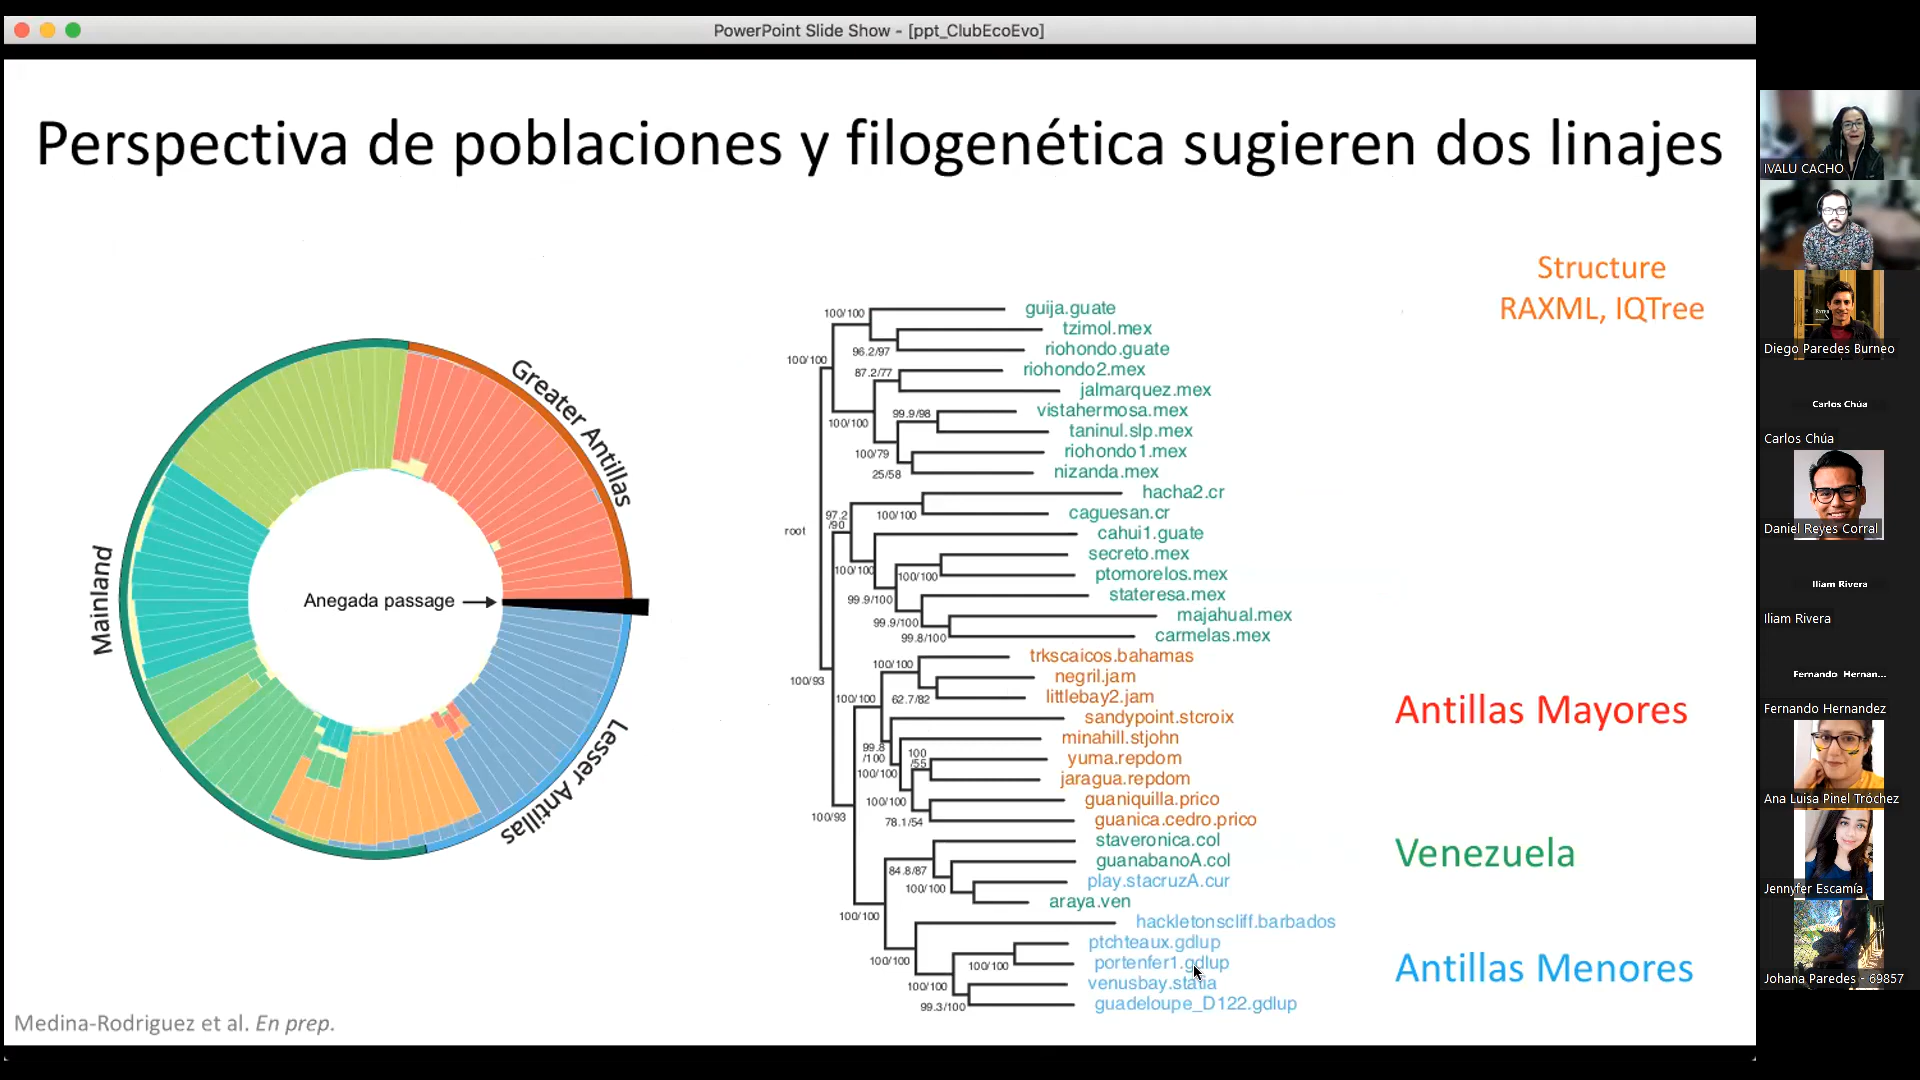 PowerPoint Slide Show - [ppt_ClubEcoEvo]
Perspectiva de poblaciones y filogenética sugieren dos linajes
Structure
RAXML, IQTree
Greater Antillas
Mainland
Anegada passage
Lesser Antillas
root
100/100
100/100
96.2/97
87.2/77
100/100
99.9/98
100/79
25/58
97.2
/90
100/100
100/100
100/100
99.9/100
99.9/100
99.8/100
100/93
100/100
100/100
62.7/82
99.8
/100
100
/55
100/100
100/100
78.1/54
100/93
84.8/87
100/100
100/100
100/100
100/100
100/100
99.3/100
guija.guate
tzimol.mex
riohondo.guate
riohondo2.mex
jalmarquez.mex
vistahermosa.mex
taninul.slp.mex
riohondo1.mex
nizanda.mex
hacha2.cr
caguesan.cr
cahui1.guate
secreto.mex
ptomorelos.mex
stateresa.mex
majahual.mex
carmelas.mex
trkscaicos.bahamas
negril.jam
littlebay2.jam
sandypoint.stcroix
minahill.stjohn
yuma.repdom
jaragua.repdom
guaniquilla.prico
guanica.cedro.prico
staveronica.col
guanabanoA.col
play.stacruzA.cur
araya.ven
hackletonscliff.barbados
ptchteaux.gdlup
portenfer1.gdlup
venusbay.statia
guadeloupe_D122.gdlup
Antillas Mayores
Venezuela
Antillas Menores
Medina-Rodriguez et al. En prep.
IVALU CACHO
Diego Paredes Burneo
Carlos Chúa
Carlos Chúa
Daniel Reyes Corral
Iliam Rivera
Iliam Rivera
Fernando Hernan...
Fernando Hernandez
Ana Luisa Pinel Tróchez
Jennyfer Escamía
Johana Paredes - 69857